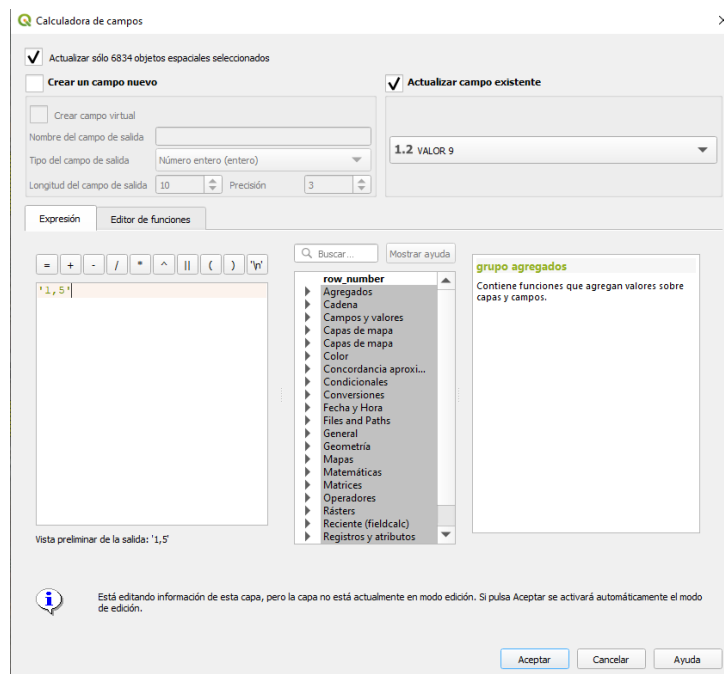 Calculadora de campos
Actualizar sólo 6834 objetos espaciales seleccionados
Crear un campo nuevo
Actualizar campo existente
Crear campo virtual
Nombre del campo de salida
Tipo del campo de salida
Número entero (entero)
Longitud del campo de salida
10
Precisión
3
1.2 VALOR 9
Expresión
Editor de funciones
= + - / * ^ || ( ) '\n'
'1,5'
Vista preliminar de la salida: '1,5'
Buscar...
Mostrar ayuda
row_number
Agregados
Cadena
Campos y valores
Capas de mapa
Capas de mapa
Color
Concordancia aproxi...
Condicionales
Conversiones
Fecha y Hora
Files and Paths
General
Geometría
Mapas
Matemáticas
Matrices
Operadores
Rásters
Reciente (fieldcalc)
Registros y atributos
grupo agregados
Contiene funciones que agregan valores sobre
capas y campos.
Está editando información de esta capa, pero la capa no está actualmente en modo edición. Si pulsa Aceptar se activará automáticamente el modo
de edición.
Aceptar
Cancelar
Ayuda